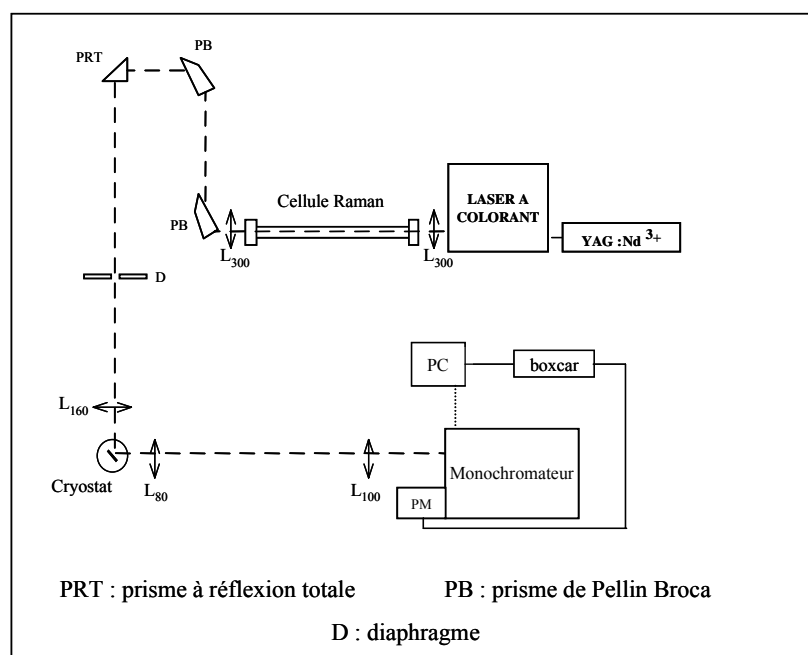 PB
PRT
Cellule Raman
LASER A
COLORANT
PB
YAG :Nd 3+
L300
L300
D
PC
boxcar
L160
Monochromateur
Cryostat
L80
L100
PM
PRT : prisme à réflexion totale
PB : prisme de Pellin Broca
D : diaphragme